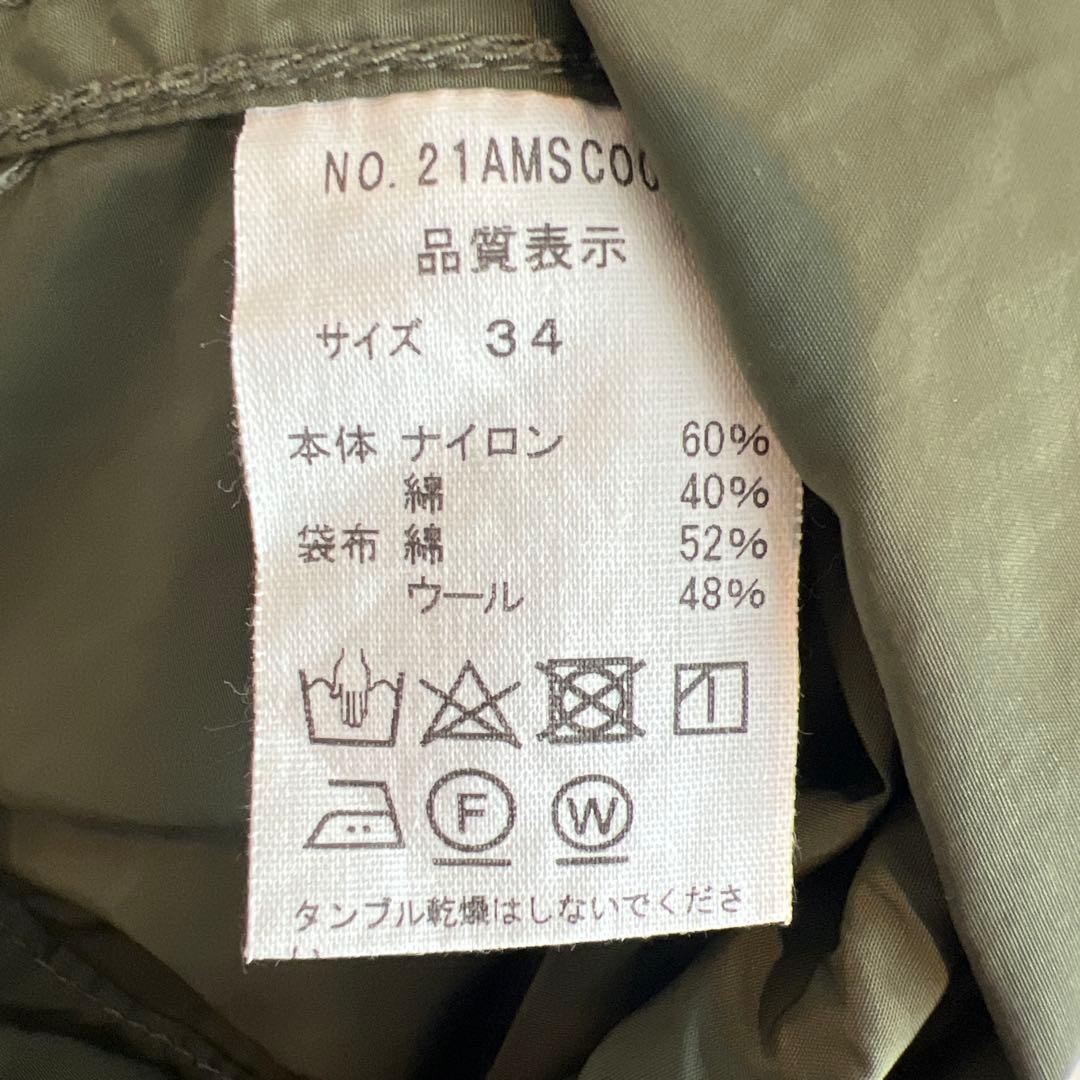 NO. 21AMSCO
品質表示
サイズ 34
本体 ナイロン 60%
綿 40%
袋布 綿 52%
ウール 48%
F W
タンブル乾燥はしないでくださ